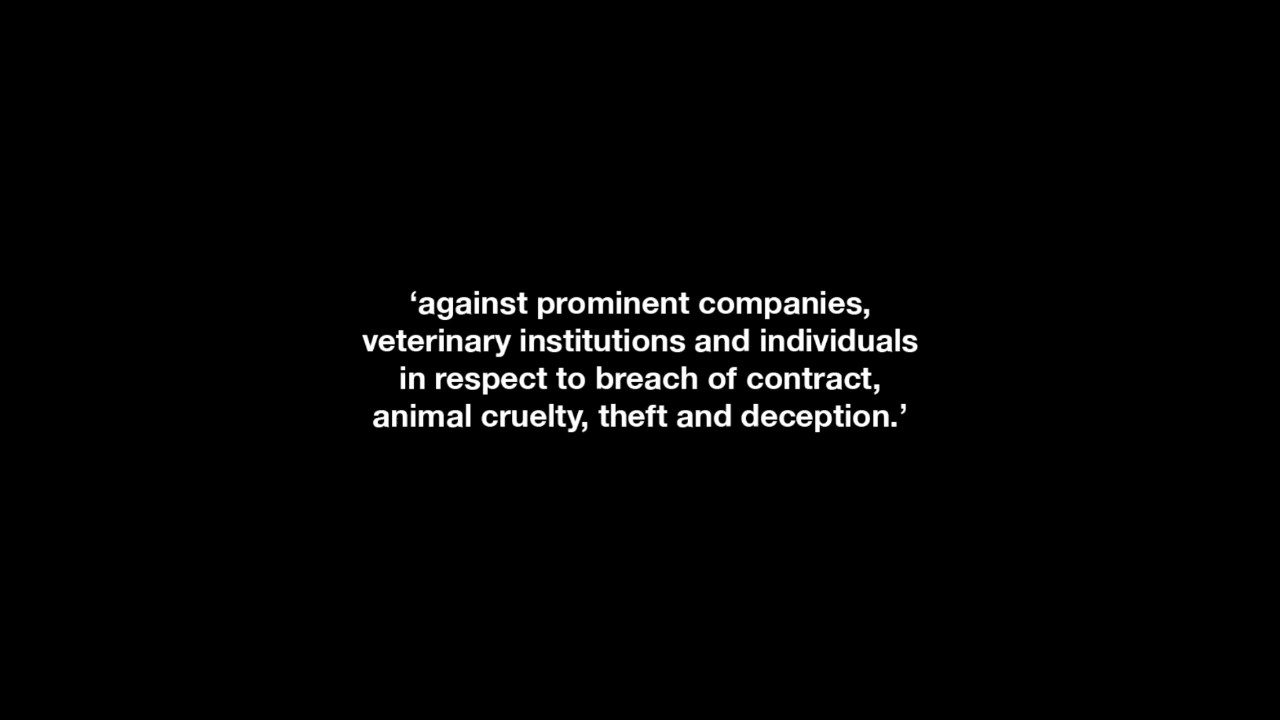 ‘against prominent companies,
veterinary institutions and individuals
in respect to breach of contract,
animal cruelty, theft and deception.’